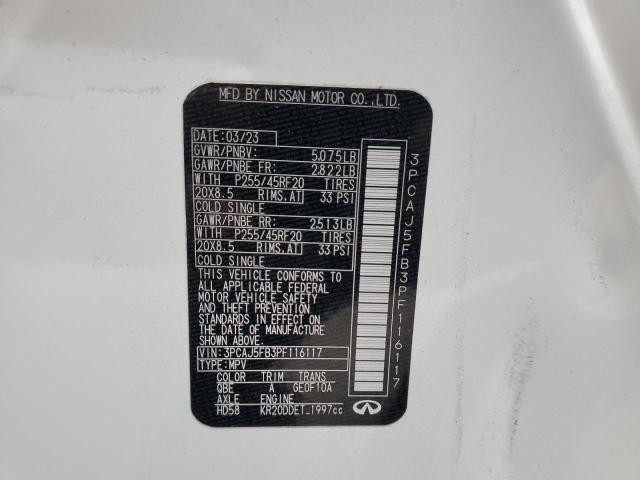 MFD BY NISSAN MOTOR CO.,LTD.
DATE: 03/23
GVWR/PNBV: 5,075LB
GAWR/PNBE FR: 2,822LB
WITH P255/45RF20 TIRES
20X8.5 RIMS.AT 33 PSI
COLD SINGLE
GAWR/PNBE RR: 2,513LB
WITH P255/45RF20 TIRES
20X8.5 RIMS.AT 33 PSI
COLD SINGLE
THIS VEHICLE CONFORMS TO
ALL APPLICABLE FEDERAL
MOTOR VEHICLE SAFETY
AND THEFT PREVENTION
STANDARDS IN EFFECT
ON THE DATE OF MANUFACTURE
SHOWN ABOVE.
VIN: 3PCAJ5FB3PF116117
TYPE: MPV
COLOR TRIM TRANS
QBE A GE0F10A
AXLE ENGINE
HD58 KR20DDET_1997cc
3PCAJ5FB3PF116117